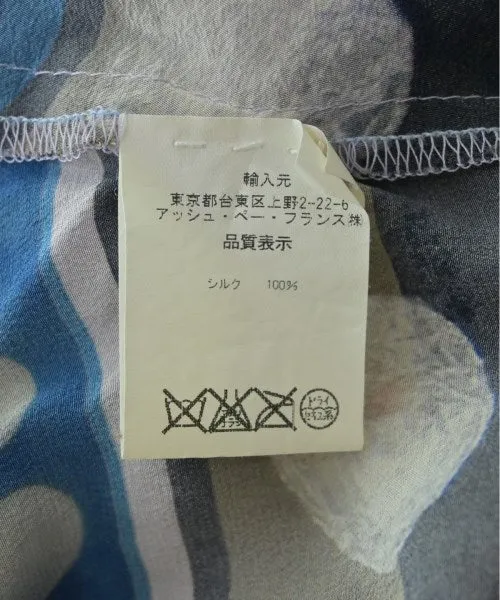 輸入元
東京都台東区上野2-22-6
アッシュ・ペー・フランス㈱
品質表示
シルク 100%
ドライ
セキユ系